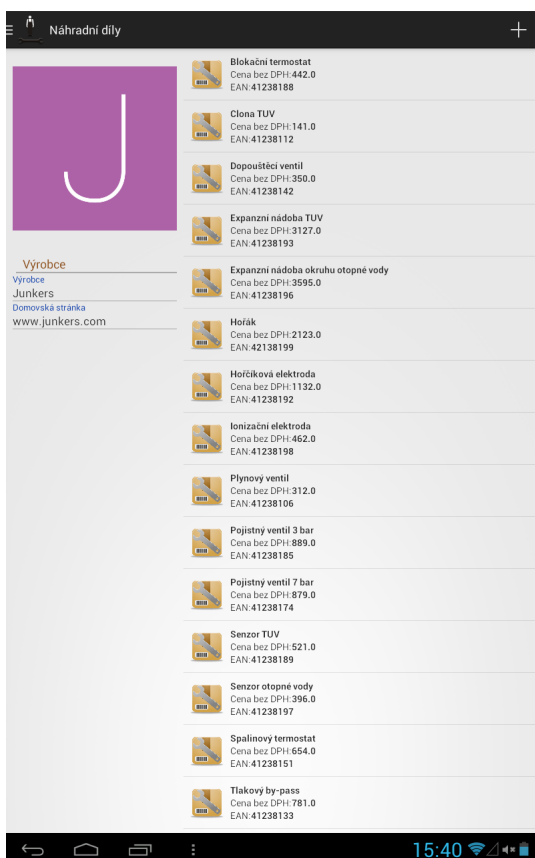 Náhradní díly
J
Výrobce
Výrobce
Junkers
Domovská stránka
www.junkers.com
Blokační termostat
Cena bez DPH:442.0
EAN:41238188
Clona TUV
Cena bez DPH:141.0
EAN:41238112
Dopouštěcí ventil
Cena bez DPH:350.0
EAN:41238142
Expanzní nádoba TUV
Cena bez DPH:3127.0
EAN:41238193
Expanzní nádoba okruhu otopné vody
Cena bez DPH:3595.0
EAN:41238196
Hořák
Cena bez DPH:2123.0
EAN:42138199
Hořčíková elektroda
Cena bez DPH:1132.0
EAN:41238192
Ionizační elektroda
Cena bez DPH:462.0
EAN:41238198
Plynový ventil
Cena bez DPH:312.0
EAN:41238106
Pojistný ventil 3 bar
Cena bez DPH:889.0
EAN:41238185
Pojistný ventil 7 bar
Cena bez DPH:879.0
EAN:41238174
Senzor TUV
Cena bez DPH:521.0
EAN:41238189
Senzor otopné vody
Cena bez DPH:396.0
EAN:41238197
Spalinový termostat
Cena bez DPH:654.0
EAN:41238151
Tlakový by-pass
Cena bez DPH:781.0
EAN:41238133
15:40